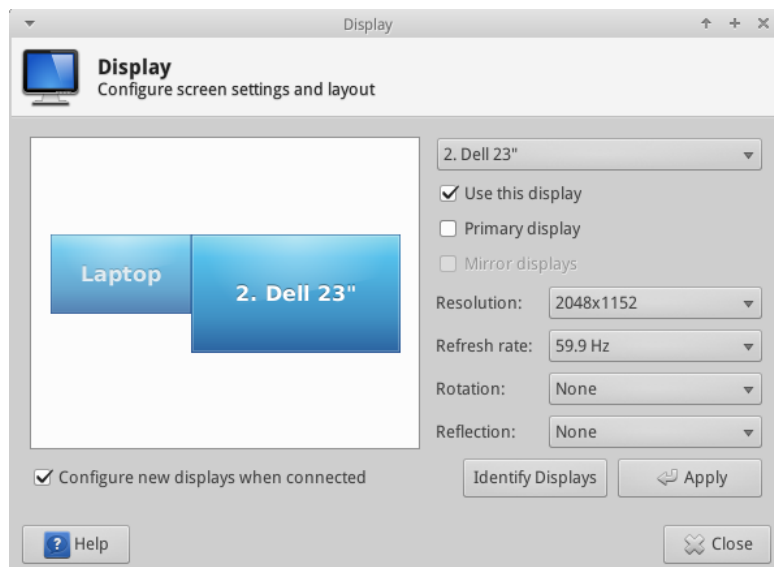 Display
Display
Configure screen settings and layout
Laptop
2. Dell 23"
2. Dell 23"
Use this display
Primary display
Mirror displays
Resolution: 2048x1152
Refresh rate: 59.9 Hz
Rotation: None
Reflection: None
Configure new displays when connected
Identify Displays
Apply
Help
Close